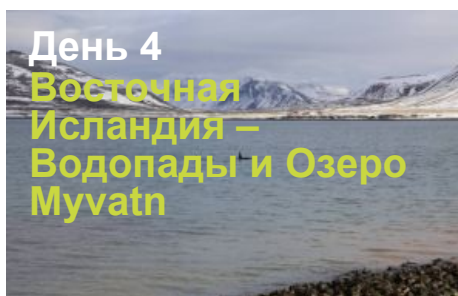 День 4
Восточная
Исландия –
Водопады и Озеро
Myvatn